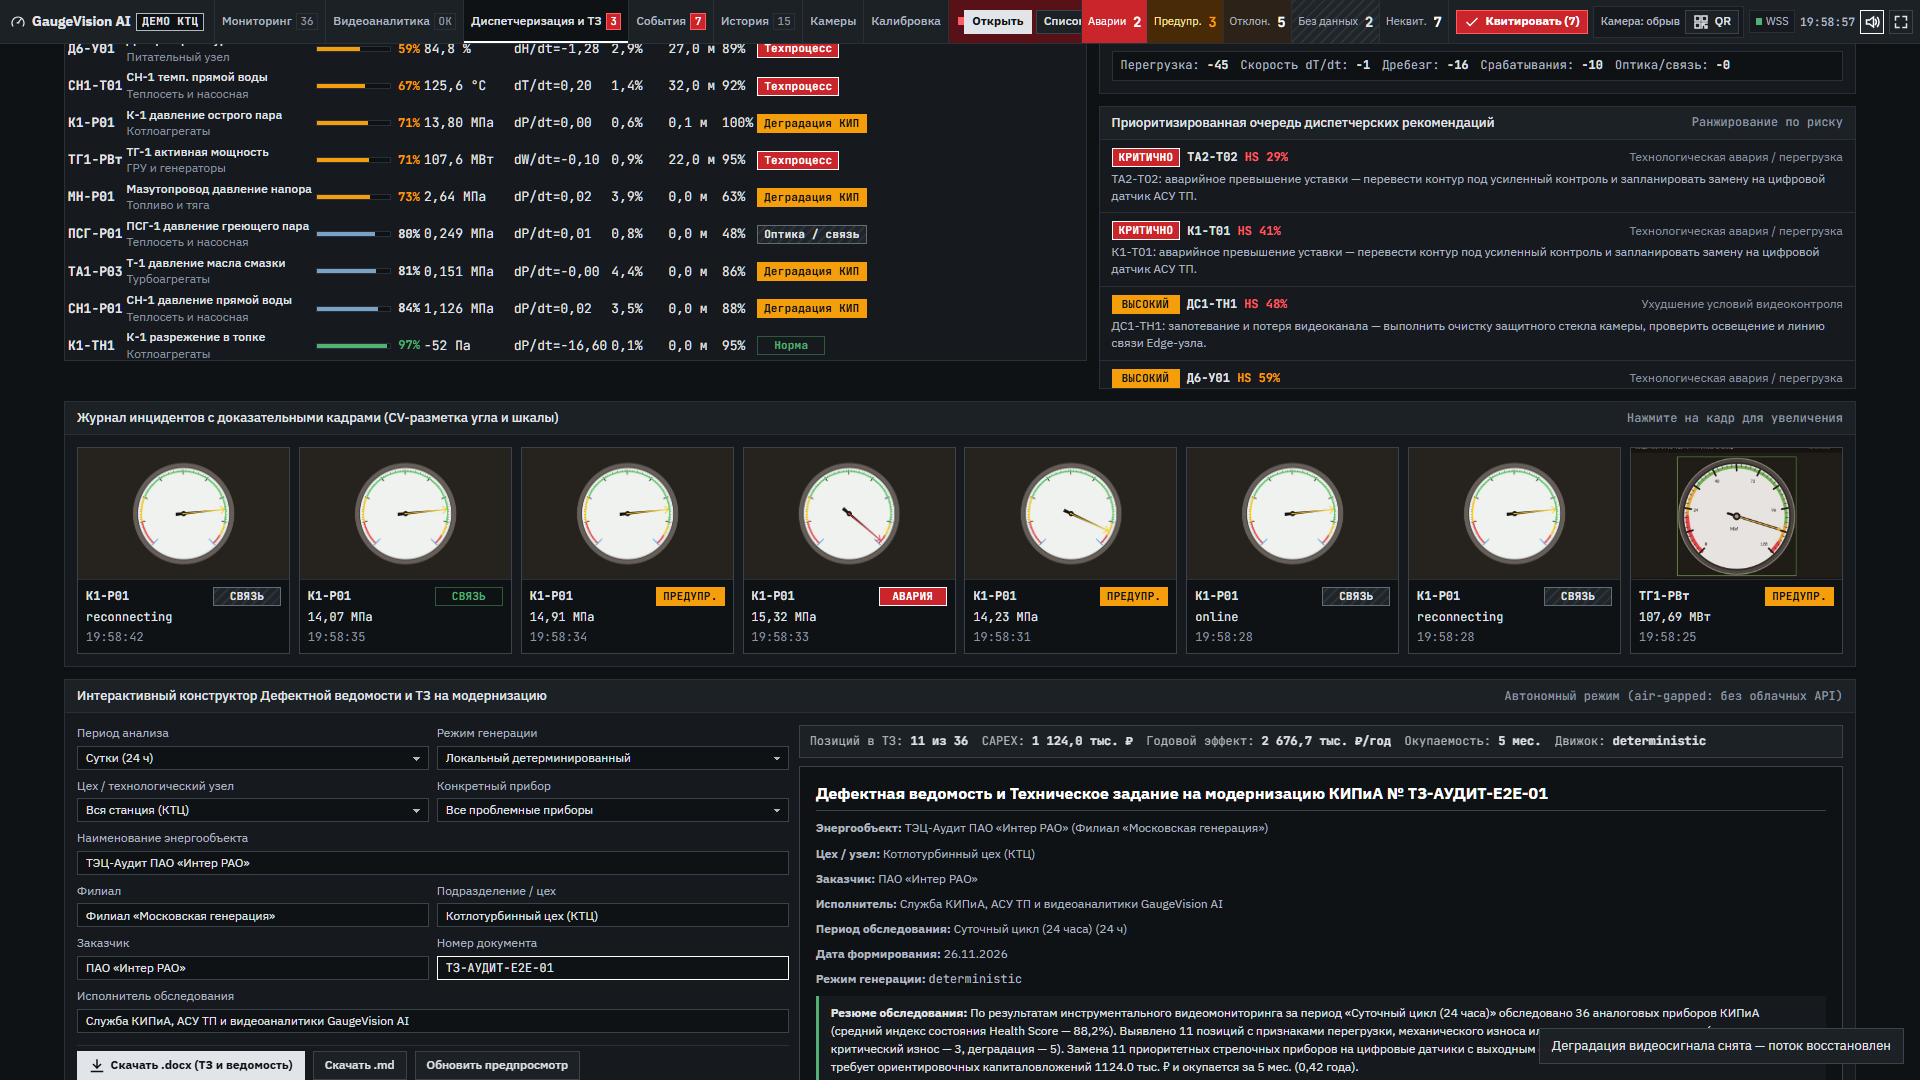 GaugeVision AI ДЕМО КТЦ Мониторинг 36 Видеоаналитика OK Диспетчеризация и ТЗ 3 События 7 История 15 Камеры Калибровка Открыть Аварии 2 Предупр. 3 Отклон. 5 Без данных 2 Неквит. 7 Квитировать (7) Камера: обрыв QR WSS 19:58:57
Д6-У01 59% 84,8 % dH/dt=-1,28 2,9% 27,0 м 89% Техпроцесс
Питательный узел
СН1-Т01 СН-1 темп. прямой воды 67% 125,6 °C dT/dt=0,20 1,4% 32,0 м 92% Техпроцесс
Теплосеть и насосная
К1-Р01 К-1 давление острого пара 71% 13,80 МПа dP/dt=0,00 0,6% 0,1 м 100% Деградация КИП
Котлоагрегаты
ТГ1-РВт ТГ-1 активная мощность 71% 107,6 МВт dW/dt=-0,10 0,9% 22,0 м 95% Техпроцесс
ГРУ и генераторы
МН-Р01 Мазутопровод давление напора 73% 2,64 МПа dP/dt=0,02 3,9% 0,0 м 63% Деградация КИП
Топливо и тяга
ПСГ-Р01 ПСГ-1 давление греющего пара 80% 0,249 МПа dP/dt=0,01 0,8% 0,0 м 48% Оптика / связь
Теплосеть и насосная
ТА1-Р03 Т-1 давление масла смазки 81% 0,151 МПа dP/dt=-0,00 4,4% 0,0 м 86% Деградация КИП
Турбоагрегаты
СН1-Р01 СН-1 давление прямой воды 84% 1,126 МПа dP/dt=0,02 3,5% 0,0 м 88% Деградация КИП
Теплосеть и насосная
К1-ТН1 К-1 разрежение в топке 97% -52 Па dP/dt=-16,60 0,1% 0,0 м 95% Норма
Котлоагрегаты
Перегрузка: -45 Скорость dT/dt: -1 Дребезг: -16 Срабатывания: -10 Оптика/связь: -0
Приоритизированная очередь диспетчерских рекомендаций Ранжирование по риску
КРИТИЧНО ТА2-Т02 HS 29% Технологическая авария / перегрузка
ТА2-Т02: аварийное превышение уставки — перевести контур под усиленный контроль и запланировать замену на цифровой
датчик АСУ ТП.
КРИТИЧНО К1-Т01 HS 41% Технологическая авария / перегрузка
К1-Т01: аварийное превышение уставки — перевести контур под усиленный контроль и запланировать замену на цифровой
датчик АСУ ТП.
ВЫСОКИЙ ДС1-ТН1 HS 48% Ухудшение условий видеоконтроля
ДС1-ТН1: запотевание и потеря видеоканала — выполнить очистку защитного стекла камеры, проверить освещение и линию
связи Edge-узла.
ВЫСОКИЙ Д6-У01 HS 59% Технологическая авария / перегрузка
Журнал инцидентов с доказательными кадрами (CV-разметка угла и шкалы) Нажмите на кадр для увеличения
К1-Р01 СВЯЗЬ
reconnecting
19:58:42
К1-Р01 СВЯЗЬ
14,07 МПа
19:58:35
К1-Р01 ПРЕДУПР.
14,91 МПа
19:58:34
К1-Р01 АВАРИЯ
15,32 МПа
19:58:33
К1-Р01 ПРЕДУПР.
14,23 МПа
19:58:31
К1-Р01 СВЯЗЬ
online
19:58:28
К1-Р01 СВЯЗЬ
reconnecting
19:58:28
ТГ1-РВт ПРЕДУПР.
107,69 МВт
19:58:25
Интерактивный конструктор Дефектной ведомости и ТЗ на модернизацию Автономный режим (air-gapped: без облачных API)
Период анализа Режим генерации
Сутки (24 ч) Локальный детерминированный
Цех / технологический узел Конкретный прибор
Вся станция (КТЦ) Все проблемные приборы
Наименование энергообъекта
ТЭЦ-Аудит ПАО «Интер РАО»
Филиал Подразделение / цех
Филиал «Московская генерация» Котлотурбинный цех (КТЦ)
Заказчик Номер документа
ПАО «Интер РАО» ТЗ-АУДИТ-E2E-01
Исполнитель обследования
Служба КИПиА, АСУ ТП и видеоаналитики GaugeVision AI
Скачать .docx (ТЗ и ведомость) Скачать .md Обновить предпросмотр
Позиций в ТЗ: 11 из 36 CAPEX: 1 124,0 тыс. ₽ Годовой эффект: 2 676,7 тыс. ₽/год Окупаемость: 5 мес. Движок: deterministic
Дефектная ведомость и Техническое задание на модернизацию КИПиА № ТЗ-АУДИТ-E2E-01
Энергообъект: ТЭЦ-Аудит ПАО «Интер РАО» (Филиал «Московская генерация»)
Цех / узел: Котлотурбинный цех (КТЦ)
Заказчик: ПАО «Интер РАО»
Исполнитель: Служба КИПиА, АСУ ТП и видеоаналитики GaugeVision AI
Период обследования: Суточный цикл (24 часа) (24 ч)
Дата формирования: 26.11.2026
Режим генерации: deterministic
Резюме обследования: По результатам инструментального видеомониторинга за период «Суточный цикл (24 часа)» обследовано 36 аналоговых приборов КИПиА
(средний индекс состояния Health Score — 88,2%). Выявлено 11 позиций с признаками перегрузки, механического износа
критический износ — 3, деградация — 5). Замена 11 приоритетных стрелочных приборов на цифровые датчики с выходным
требует ориентировочных капиталовложений 1124.0 тыс. ₽ и окупается за 5 мес. (0,42 года).
Деградация видеосигнала снята — поток восстановлен